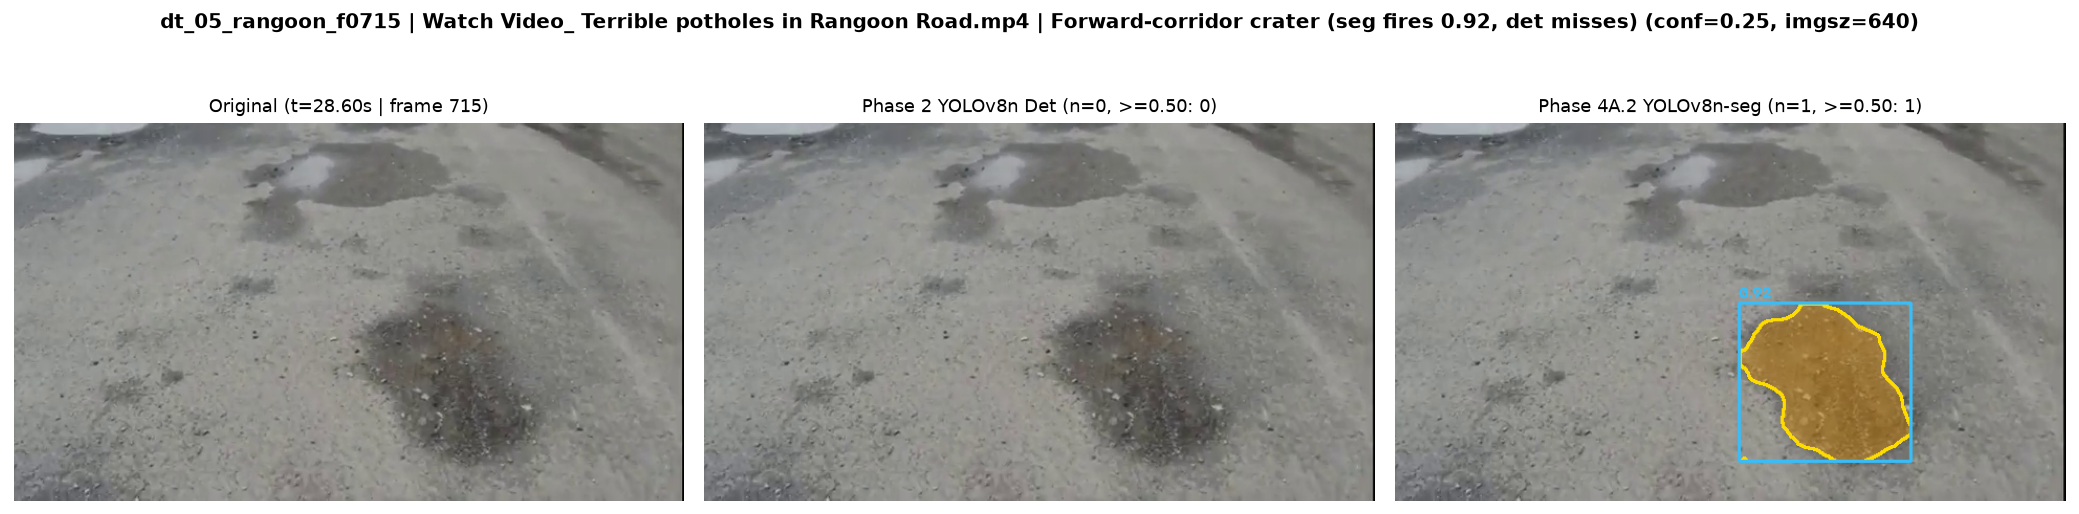 dt_05_rangoon_f0715 | Watch Video_ Terrible potholes in Rangoon Road.mp4 | Forward-corridor crater (seg fires 0.92, det misses) (conf=0.25, imgsz=640)
Original (t=28.60s | frame 715)
Phase 2 YOLOv8n Det (n=0, >=0.50: 0)
Phase 4A.2 YOLOv8n-seg (n=1, >=0.50: 1)
0.92